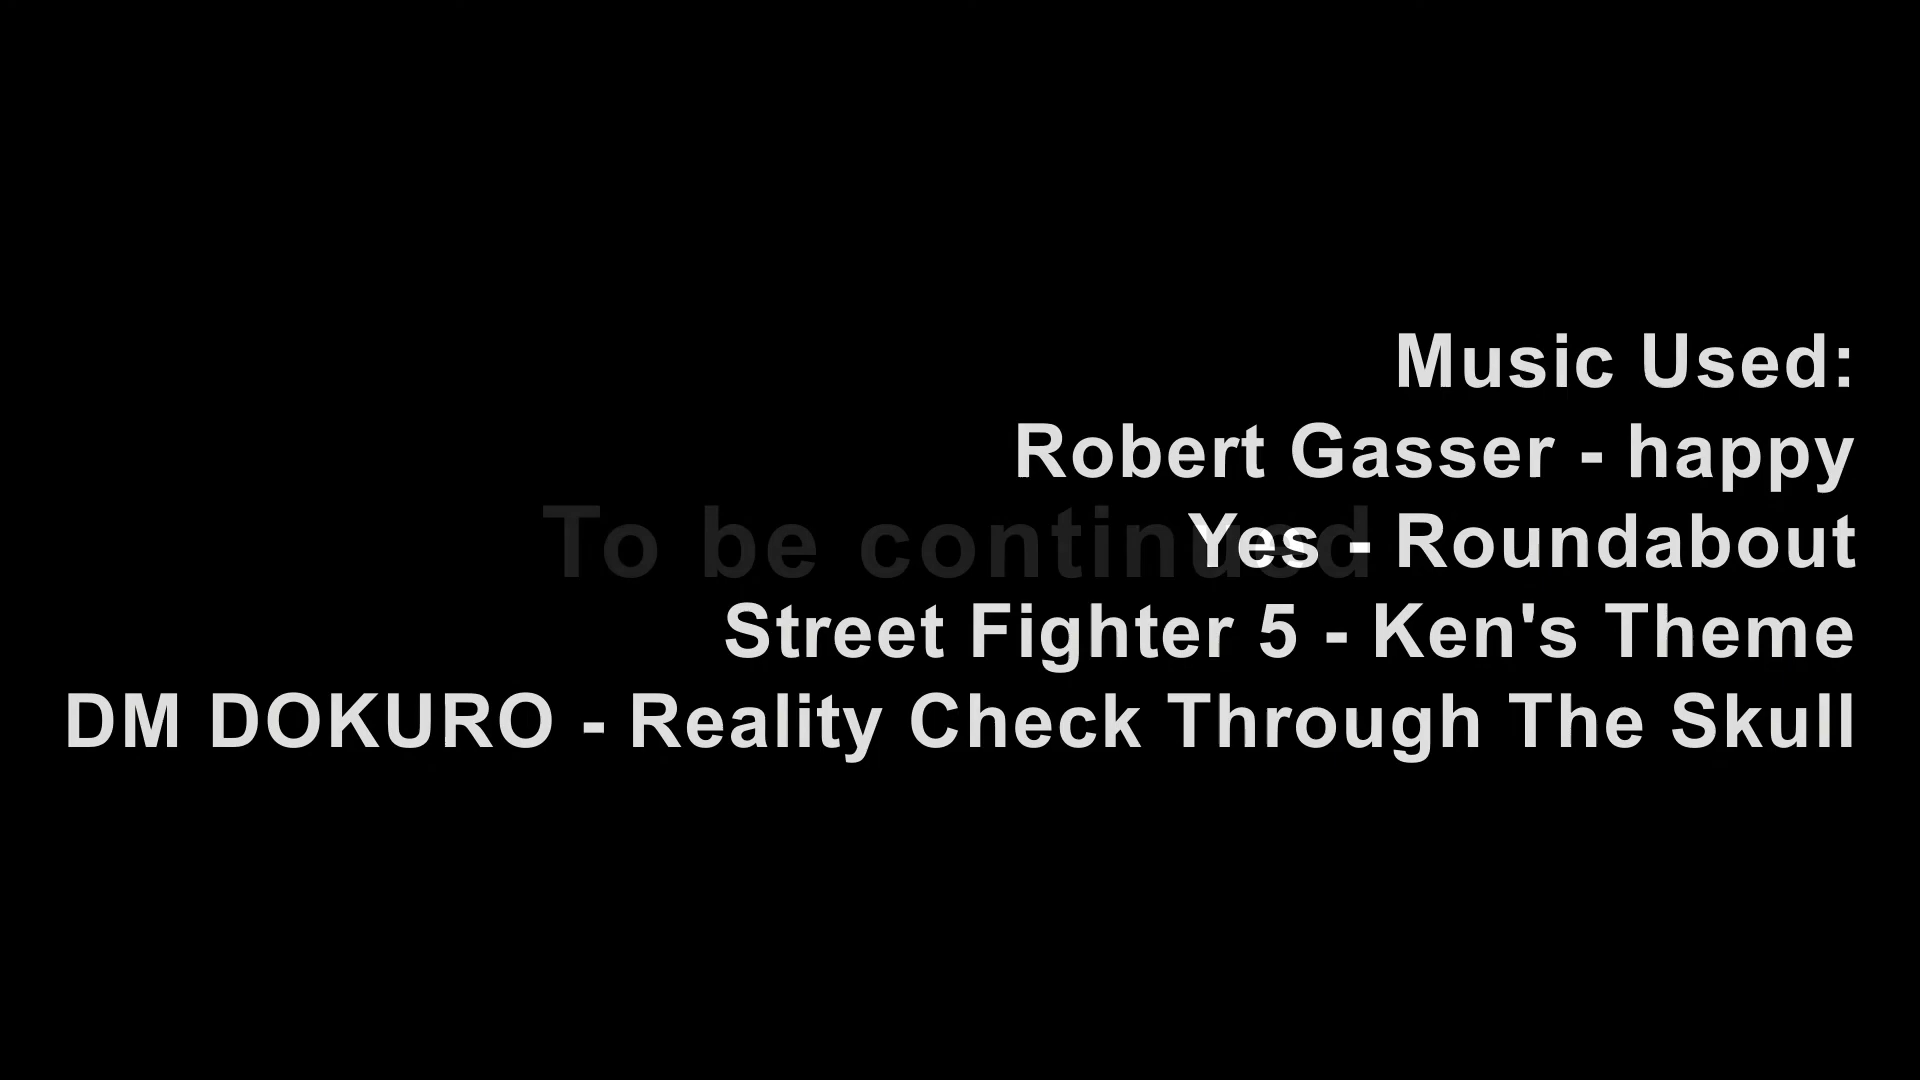 Music Used:
Robert Gasser - happy
To be continued
Yes - Roundabout
Street Fighter 5 - Ken's Theme
DM DOKURO - Reality Check Through The Skull